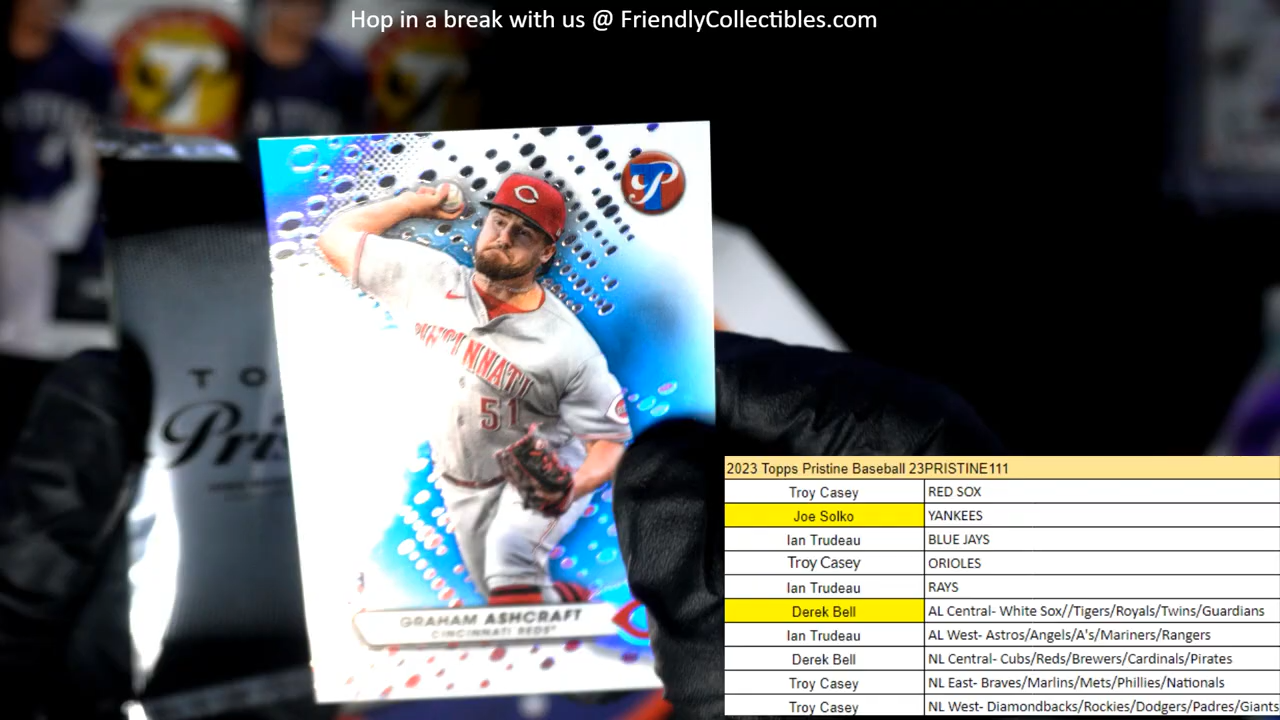 Hop in a break with us @ FriendlyCollectibles.com
P
CINCINNATI
51
TO
Pris
GRAHAM ASHCRAFT
CINCINNATI REDS
2023 Topps Pristine Baseball 23PRISTINE111
Troy Casey RED SOX
Joe Solko YANKEES
Ian Trudeau BLUE JAYS
Troy Casey ORIOLES
Ian Trudeau RAYS
Derek Bell AL Central- White Sox//Tigers/Royals/Twins/Guardians
Ian Trudeau AL West- Astros/Angels/A's/Mariners/Rangers
Derek Bell NL Central- Cubs/Reds/Brewers/Cardinals/Pirates
Troy Casey NL East- Braves/Marlins/Mets/Phillies/Nationals
Troy Casey NL West- Diamondbacks/Rockies/Dodgers/Padres/Giants